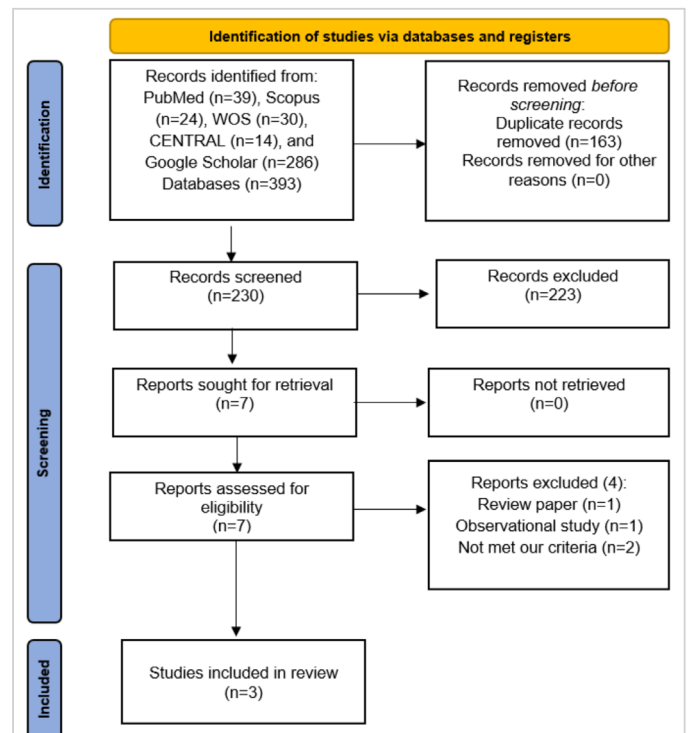 Identification of studies via databases and registers
Identification
Records identified from:
PubMed (n=39), Scopus
(n=24), WOS (n=30),
CENTRAL (n=14), and
Google Scholar (n=286)
Databases (n=393)
Records removed before
screening:
Duplicate records
removed (n=163)
Records removed for other
reasons (n=0)
Screening
Records screened
(n=230)
Records excluded
(n=223)
Reports sought for retrieval
(n=7)
Reports not retrieved
(n=0)
Reports assessed for
eligibility
(n=7)
Reports excluded (4):
Review paper (n=1)
Observational study (n=1)
Not met our criteria (n=2)
Included
Studies included in review
(n=3)